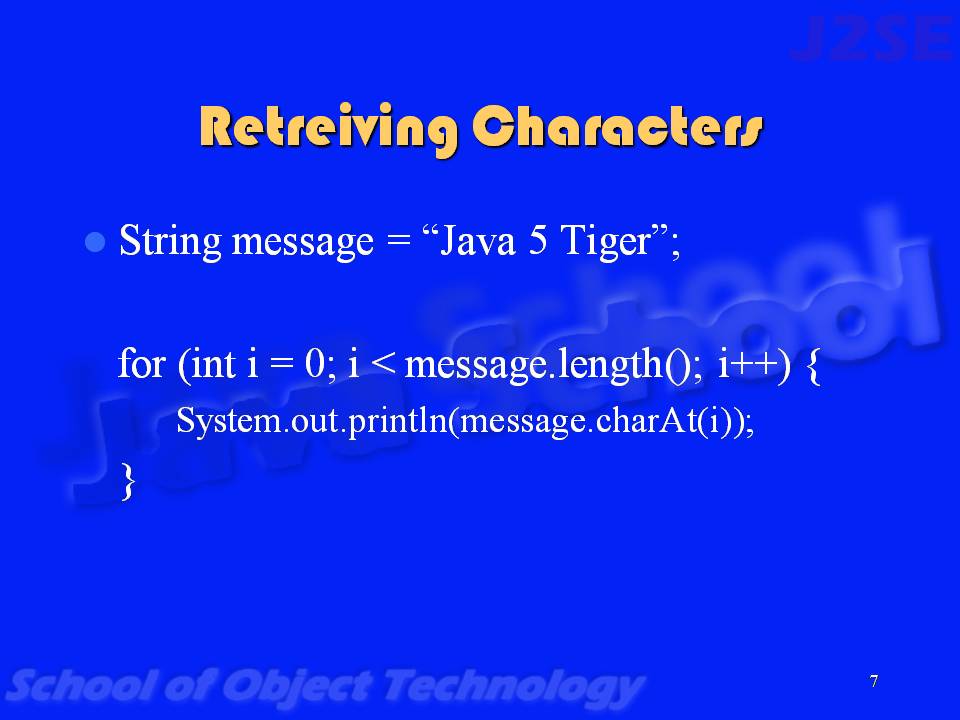 J2SE
Retreiving Characters
String message = “Java 5 Tiger”;
for (int i = 0; i < message.length(); i++) {
System.out.println(message.charAt(i));
}
Java School
School of Object Technology
7